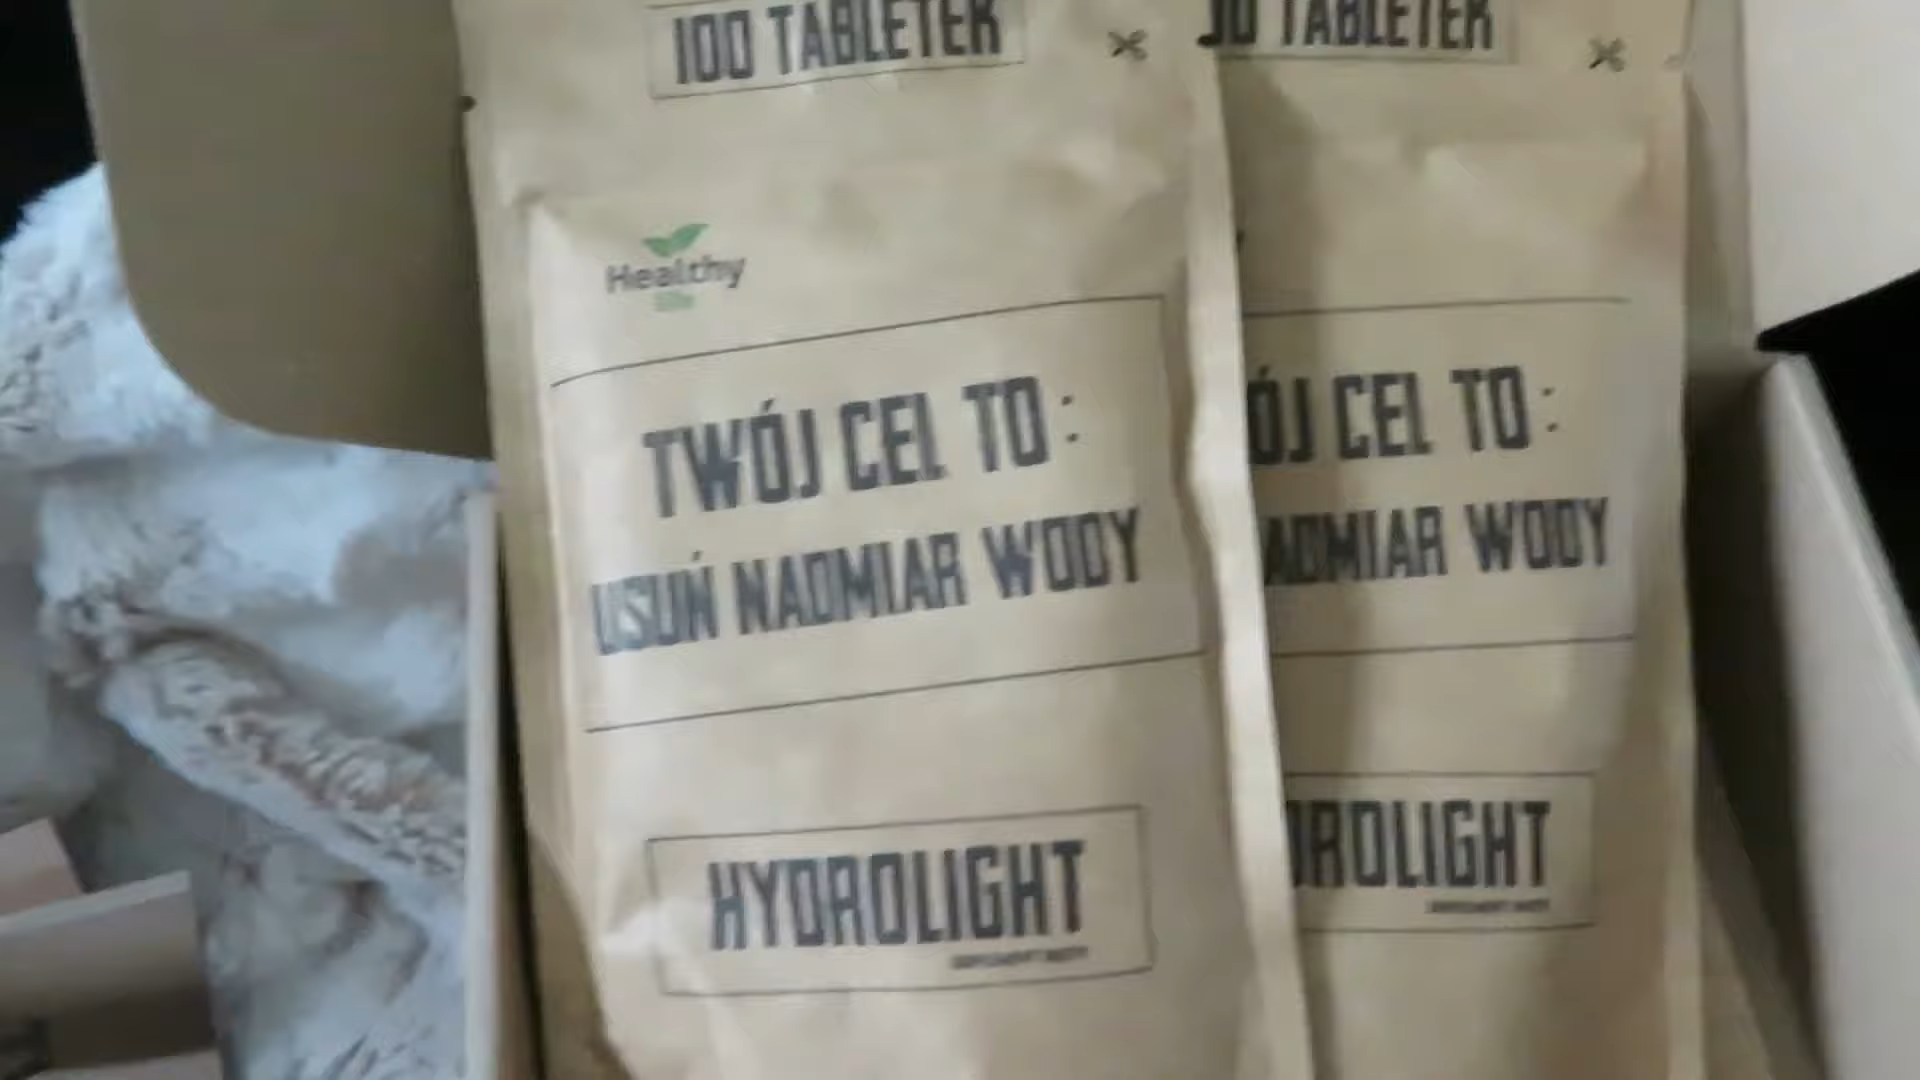 100 TABLETEK
Healthy
TWÓJ CEL TO:
USUŃ NADMIAR WODY
HYDROLIGHT
TABLETEK
ÓJ CEL TO:
ADMIAR WODY
DROLIGHT